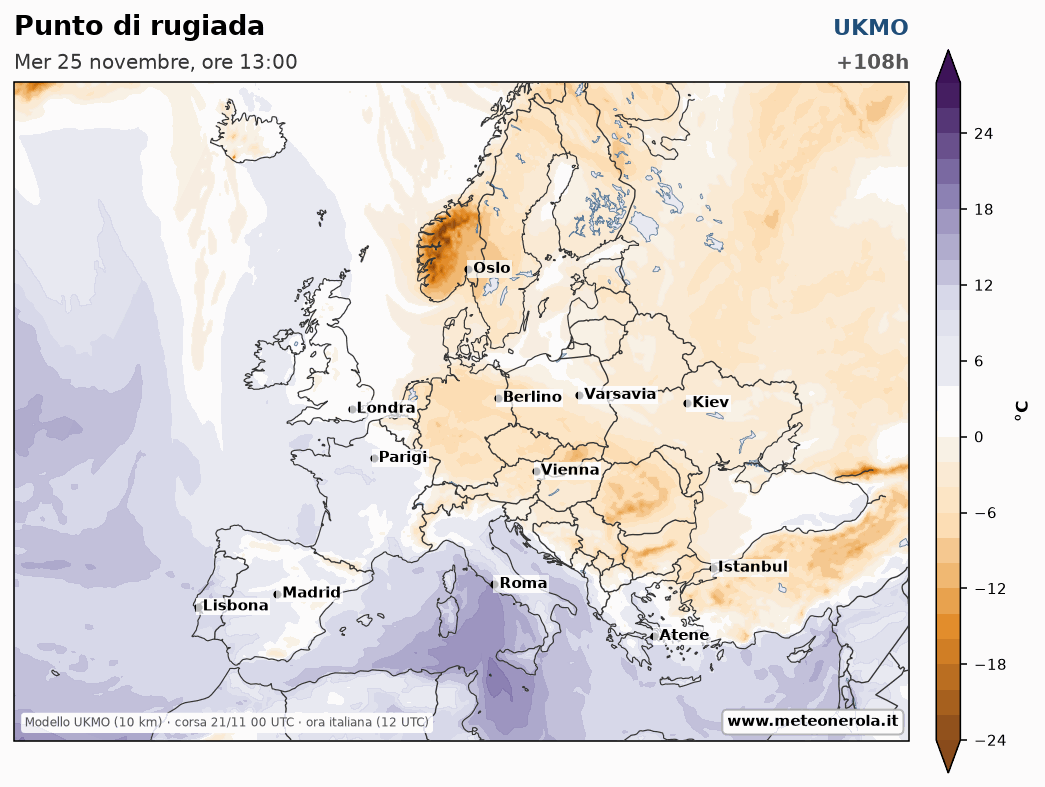 Punto di rugiada
UKMO
Mer 25 novembre, ore 13:00
+108h
Oslo
Berlino
Varsavia
Kiev
Londra
Parigi
Vienna
Istanbul
Roma
Madrid
Lisbona
Atene
24
18
12
6
0
−6
−12
−18
−24
°C
Modello UKMO (10 km) · corsa 21/11 00 UTC · ora italiana (12 UTC)
www.meteonerola.it